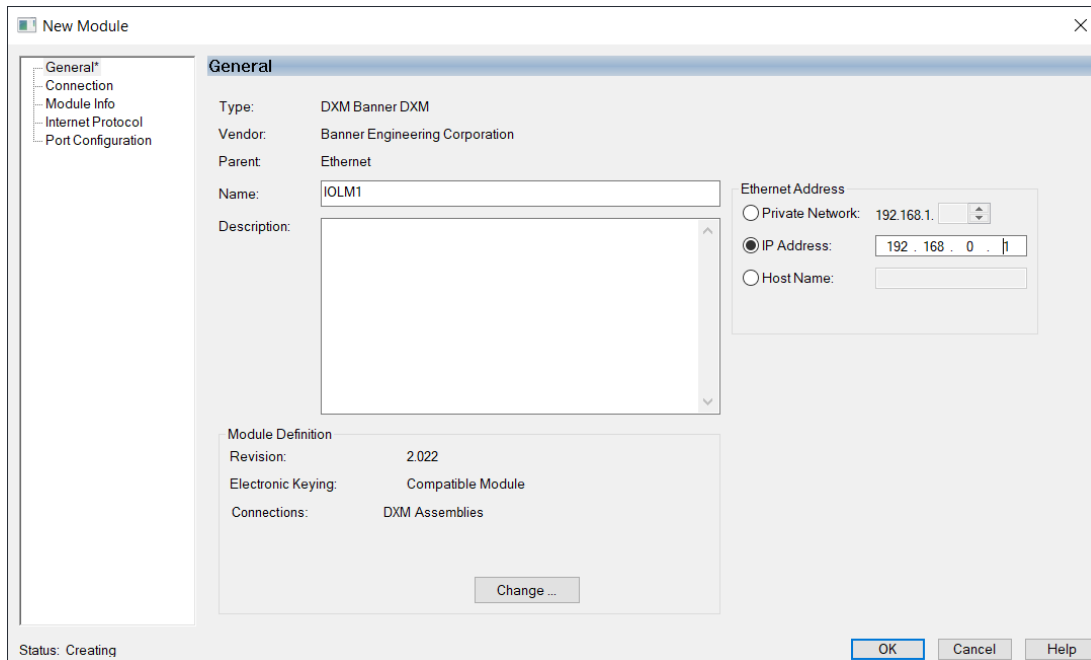 New Module
General*
Connection
Module Info
Internet Protocol
Port Configuration
General
Type: DXM Banner DXM
Vendor: Banner Engineering Corporation
Parent: Ethernet
Name: IOLM1
Description:
Ethernet Address
Private Network: 192.168.1.
IP Address: 192 . 168 . 0 . 1
Host Name:
Module Definition
Revision: 2.022
Electronic Keying: Compatible Module
Connections: DXM Assemblies
Change ...
Status: Creating
OK Cancel Help